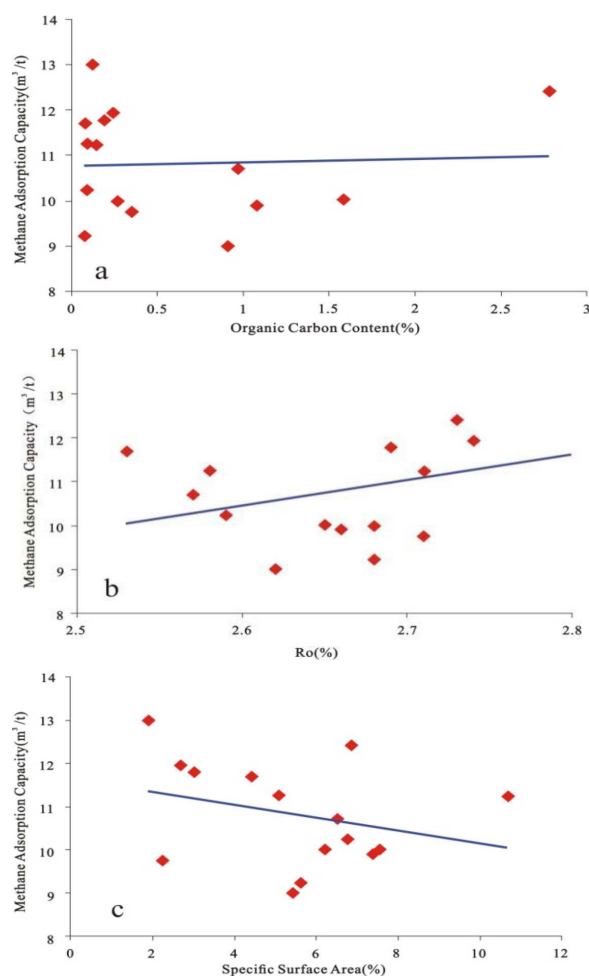 14
13
12
11
10
9
8
Methane Adsorption Capacity(m³/t)
a
0 0.5 1 1.5 2 2.5 3
Organic Carbon Content(%)
14
13
12
11
10
9
8
Methane Adsorption Capacity（m³/t）
b
2.5 2.6 2.7 2.8
Ro(%)
14
13
12
11
10
9
8
Methane Adsorption Capacity(m³/t)
c
0 2 4 6 8 10 12
Specific Surface Area(%)